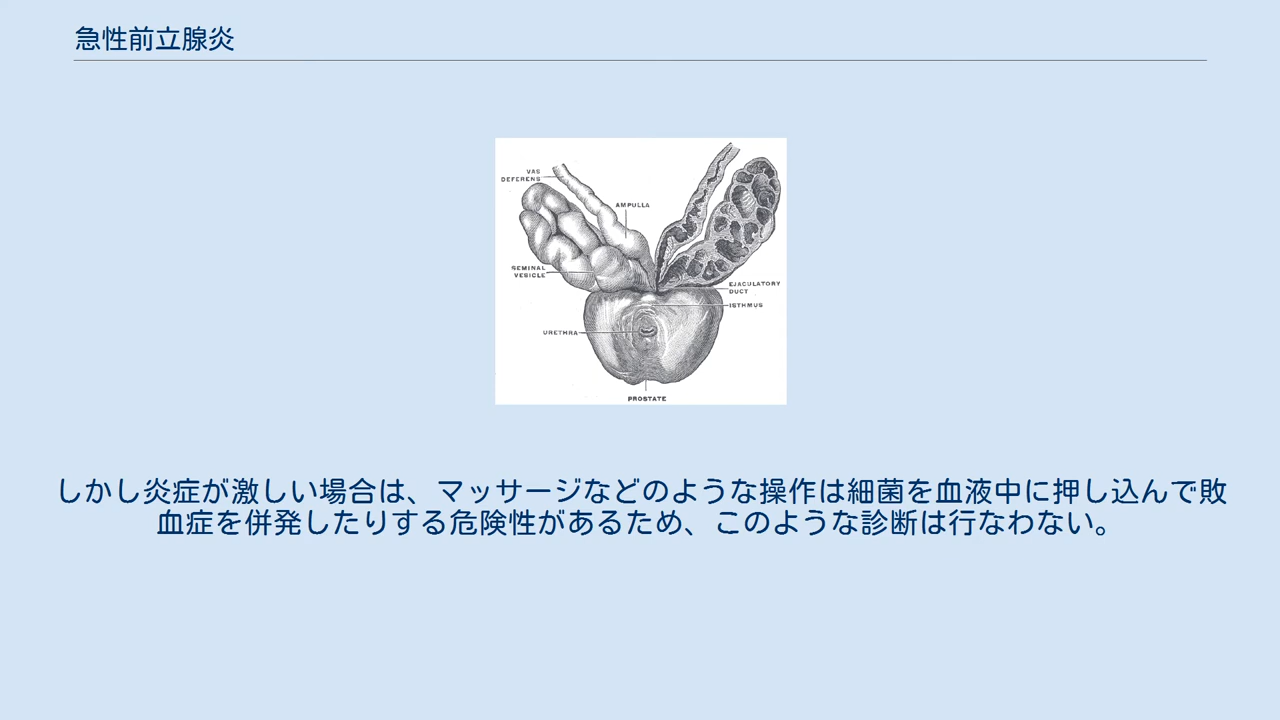 急性前立腺炎
VAS
DEFERENS
AMPULLA
SEMINAL
VESICLE
EJACULATORY
DUCT
ISTHMUS
URETHRA
PROSTATE
しかし炎症が激しい場合は、マッサージなどのような操作は細菌を血液中に押し込んで敗
血症を併発したりする危険性があるため、このような診断は行なわない。